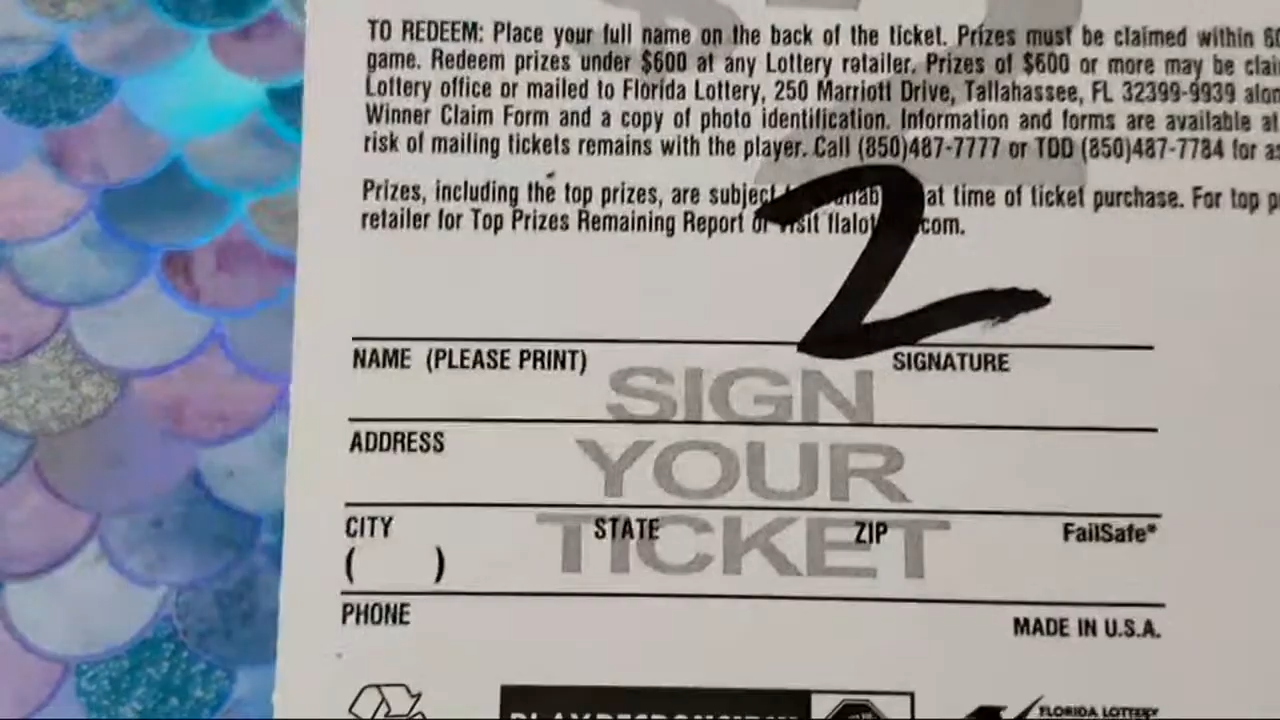 TO REDEEM: Place your full name on the back of the ticket. Prizes must be claimed within 60
game. Redeem prizes under $600 at any Lottery retailer. Prizes of $600 or more may be clai
Lottery office or mailed to Florida Lottery, 250 Marriott Drive, Tallahassee, FL 32399-9939 alon
Winner Claim Form and a copy of photo identification. Information and forms are available at
risk of mailing tickets remains with the player. Call (850)487-7777 or TDD (850)487-7784 for as
Prizes, including the top prizes, are subject at time of ticket purchase. For top p
retailer for Top Prizes Remaining Report or visit flalot .com.
2
NAME (PLEASE PRINT) SIGNATURE
SIGN
YOUR
ADDRESS
TICKET
CITY STATE ZIP FailSafe*
( )
PHONE MADE IN U.S.A.
FLORIDA LOTTERY